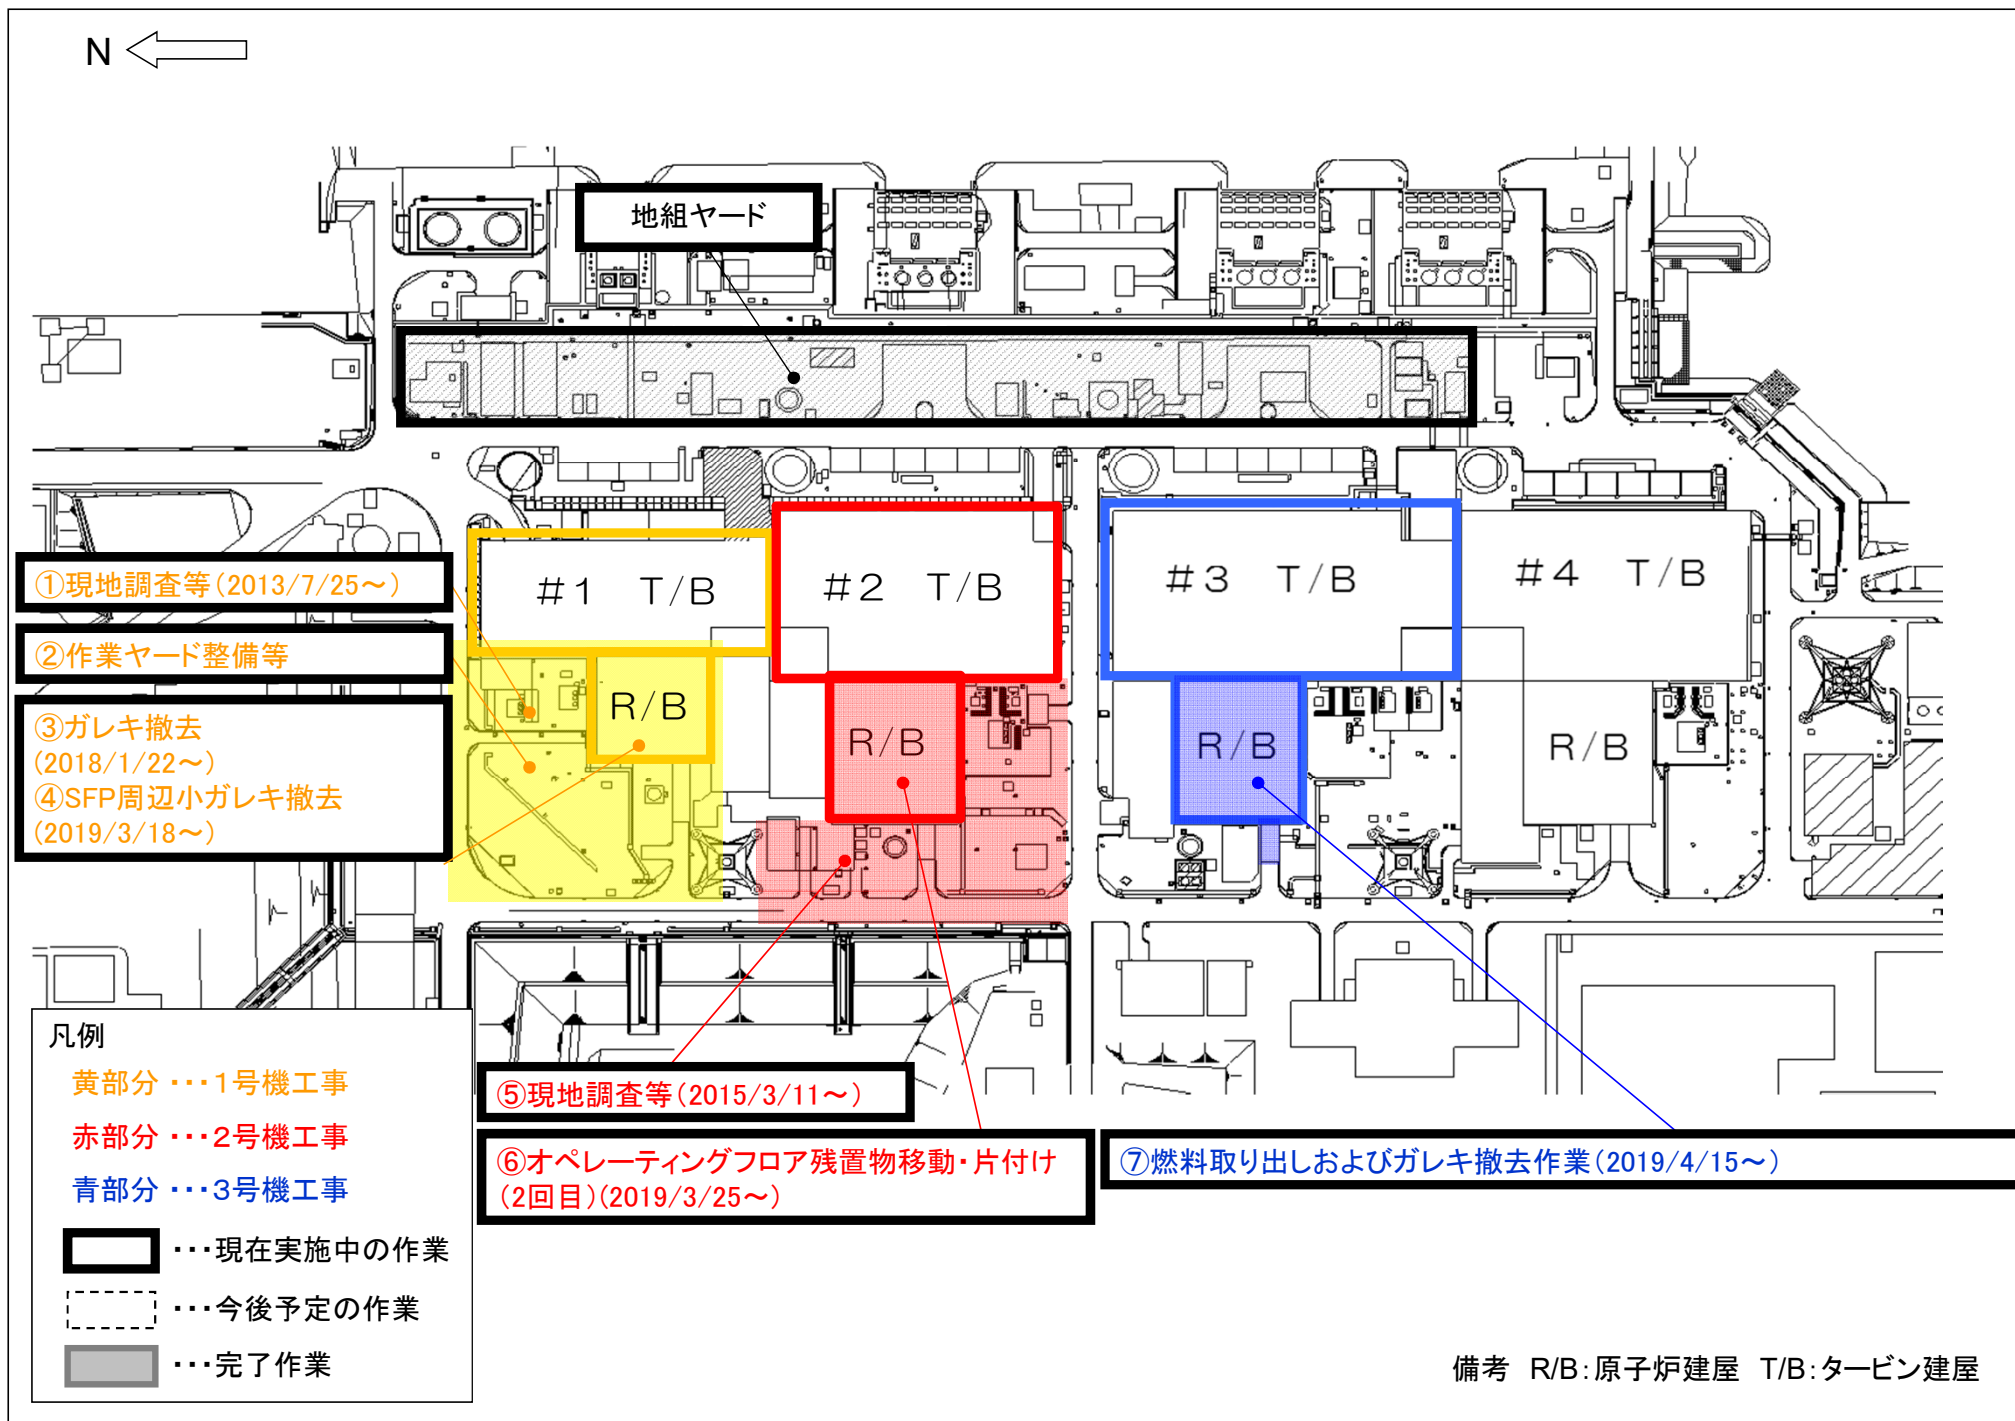 N
地組ヤード
#1 T/B
#2 T/B
#3 T/B
#4 T/B
R/B
R/B
R/B
R/B
①現地調査等(2013/7/25～)
②作業ヤード整備等
③ガレキ撤去
(2018/1/22～)
④SFP周辺小ガレキ撤去
(2019/3/18～)
⑤現地調査等(2015/3/11～)
⑥オペレーティングフロア残置物移動・片付け
(2回目)(2019/3/25～)
⑦燃料取り出しおよびガレキ撤去作業(2019/4/15～)
凡例
黄部分 ・・・1号機工事
赤部分 ・・・2号機工事
青部分 ・・・3号機工事
・・・現在実施中の作業
・・・今後予定の作業
・・・完了作業
備考 R/B:原子炉建屋 T/B:タービン建屋